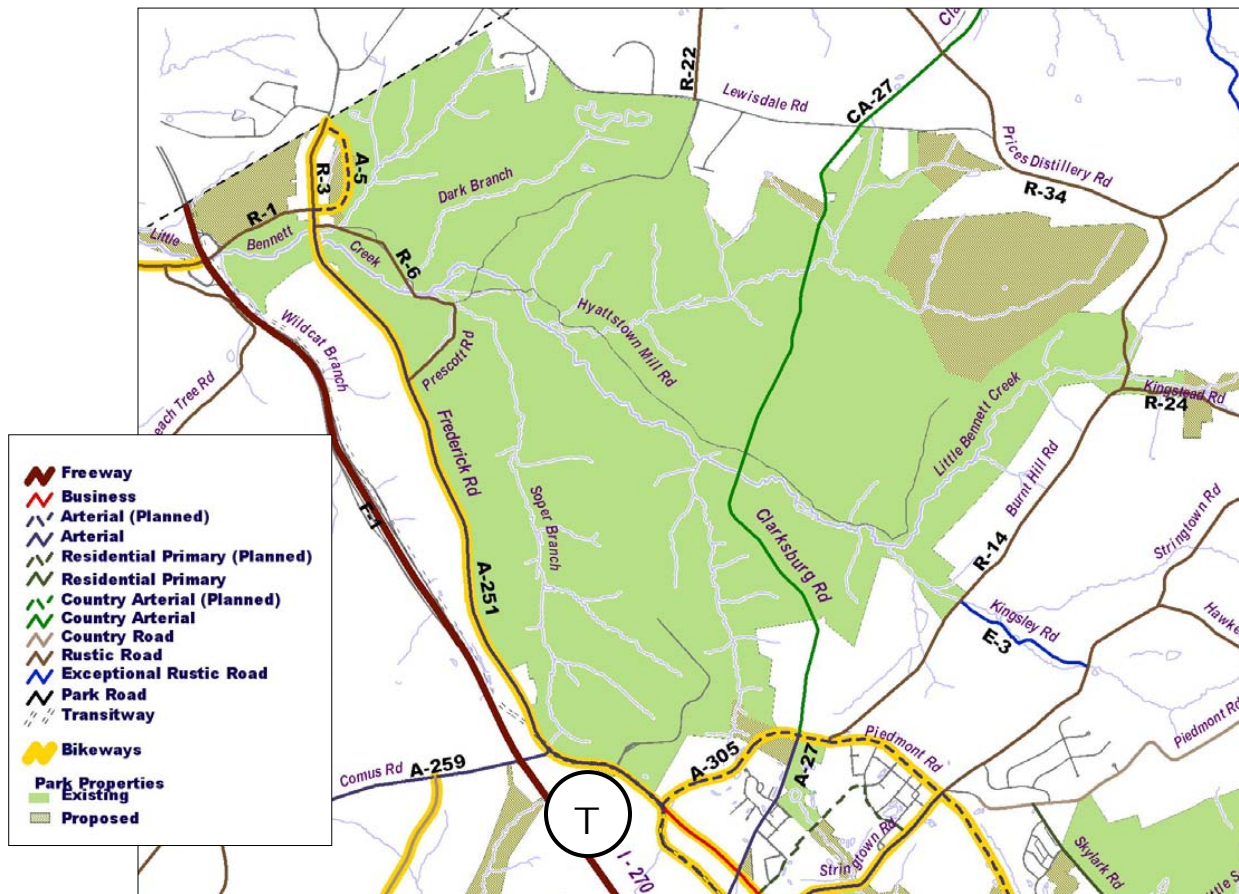 Cla
R-22
Lewisdale Rd
CA-27
Prices Distillery Rd
R-34
A-5
R-3
Dark Branch
R-1
Little
Bennett
Creek
R-6
Hyattstown Mill Rd
Wildcat Branch
Prescott Rd
each Tree Rd
Kingstead Rd
R-24
Little Bennett Creek
Frederick Rd
Burnt Hill Rd
Stringtown Rd
F-1
Soper Branch
Clarksburg Rd
R-14
A-251
Kingsley Rd
E-3
Hawke
Piedmont Rd
Piedmont Rd
A-305
A-27
Comus Rd
A-259
T
I - 270
Stringtown Rd
Skylark Rd
ittle S
Freeway
Business
Arterial (Planned)
Arterial
Residential Primary (Planned)
Residential Primary
Country Arterial (Planned)
Country Arterial
Country Road
Rustic Road
Exceptional Rustic Road
Park Road
Transitway
Bikeways
Park Properties
Existing
Proposed